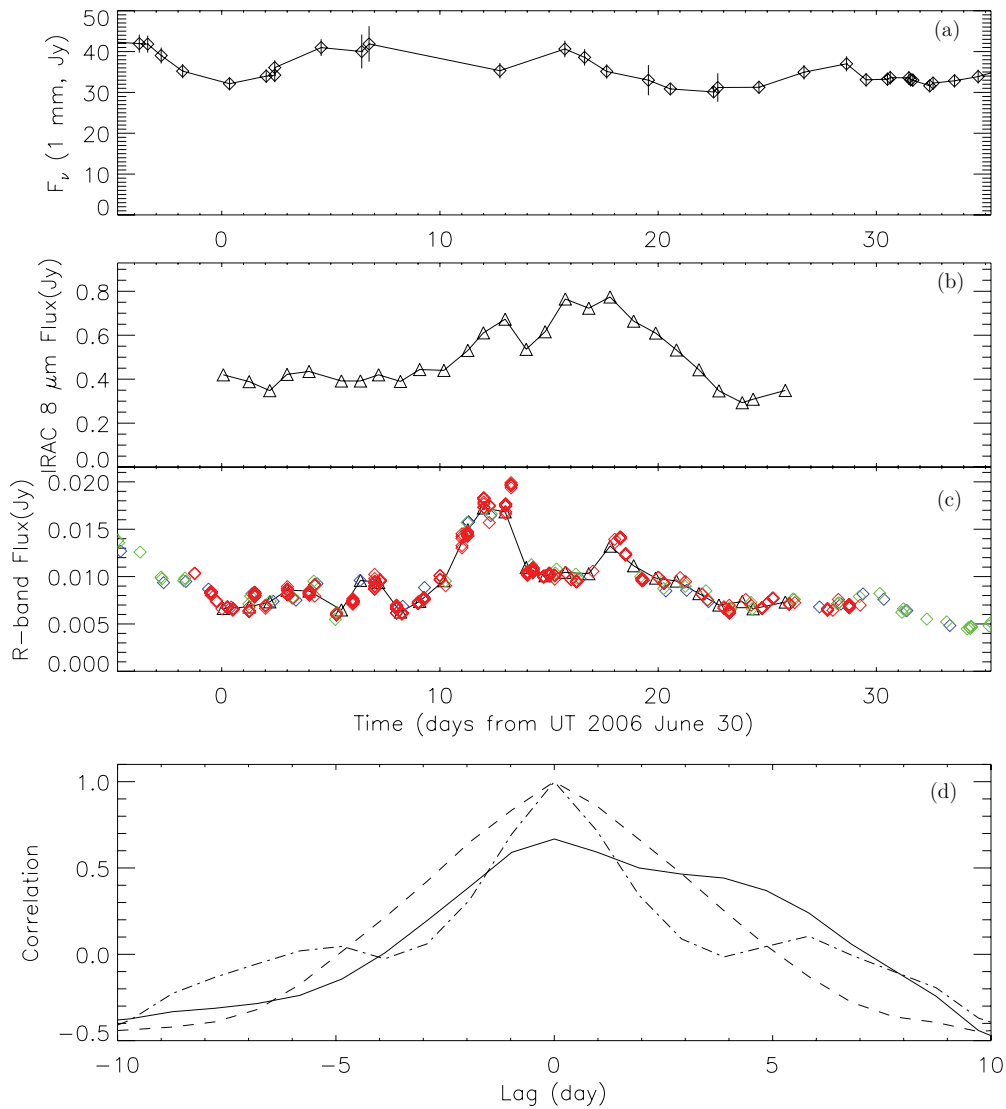 (a)
50
40
30
20
10
0
F_ν (1 mm, Jy)
0 10 20 30
(b)
0.8
0.6
0.4
0.2
0.0
IRAC 8 μm Flux(Jy)
(c)
0.020
0.015
0.010
0.005
0.000
R-band Flux(Jy)
0 10 20 30
Time (days from UT 2006 June 30)
(d)
1.0
0.5
0.0
-0.5
Correlation
-10 -5 0 5 10
Lag (day)